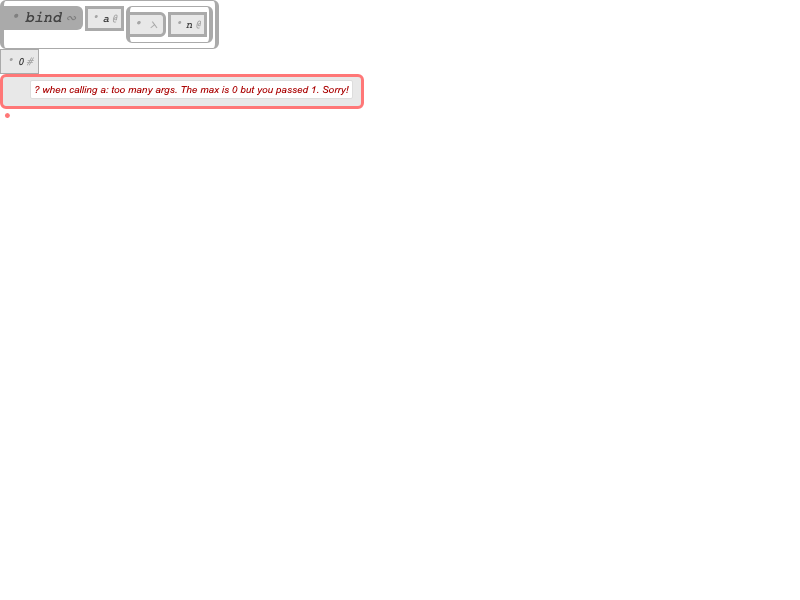 * bind ∾ * a @ * λ * n @
* 0 #
? when calling a: too many args. The max is 0 but you passed 1. Sorry!